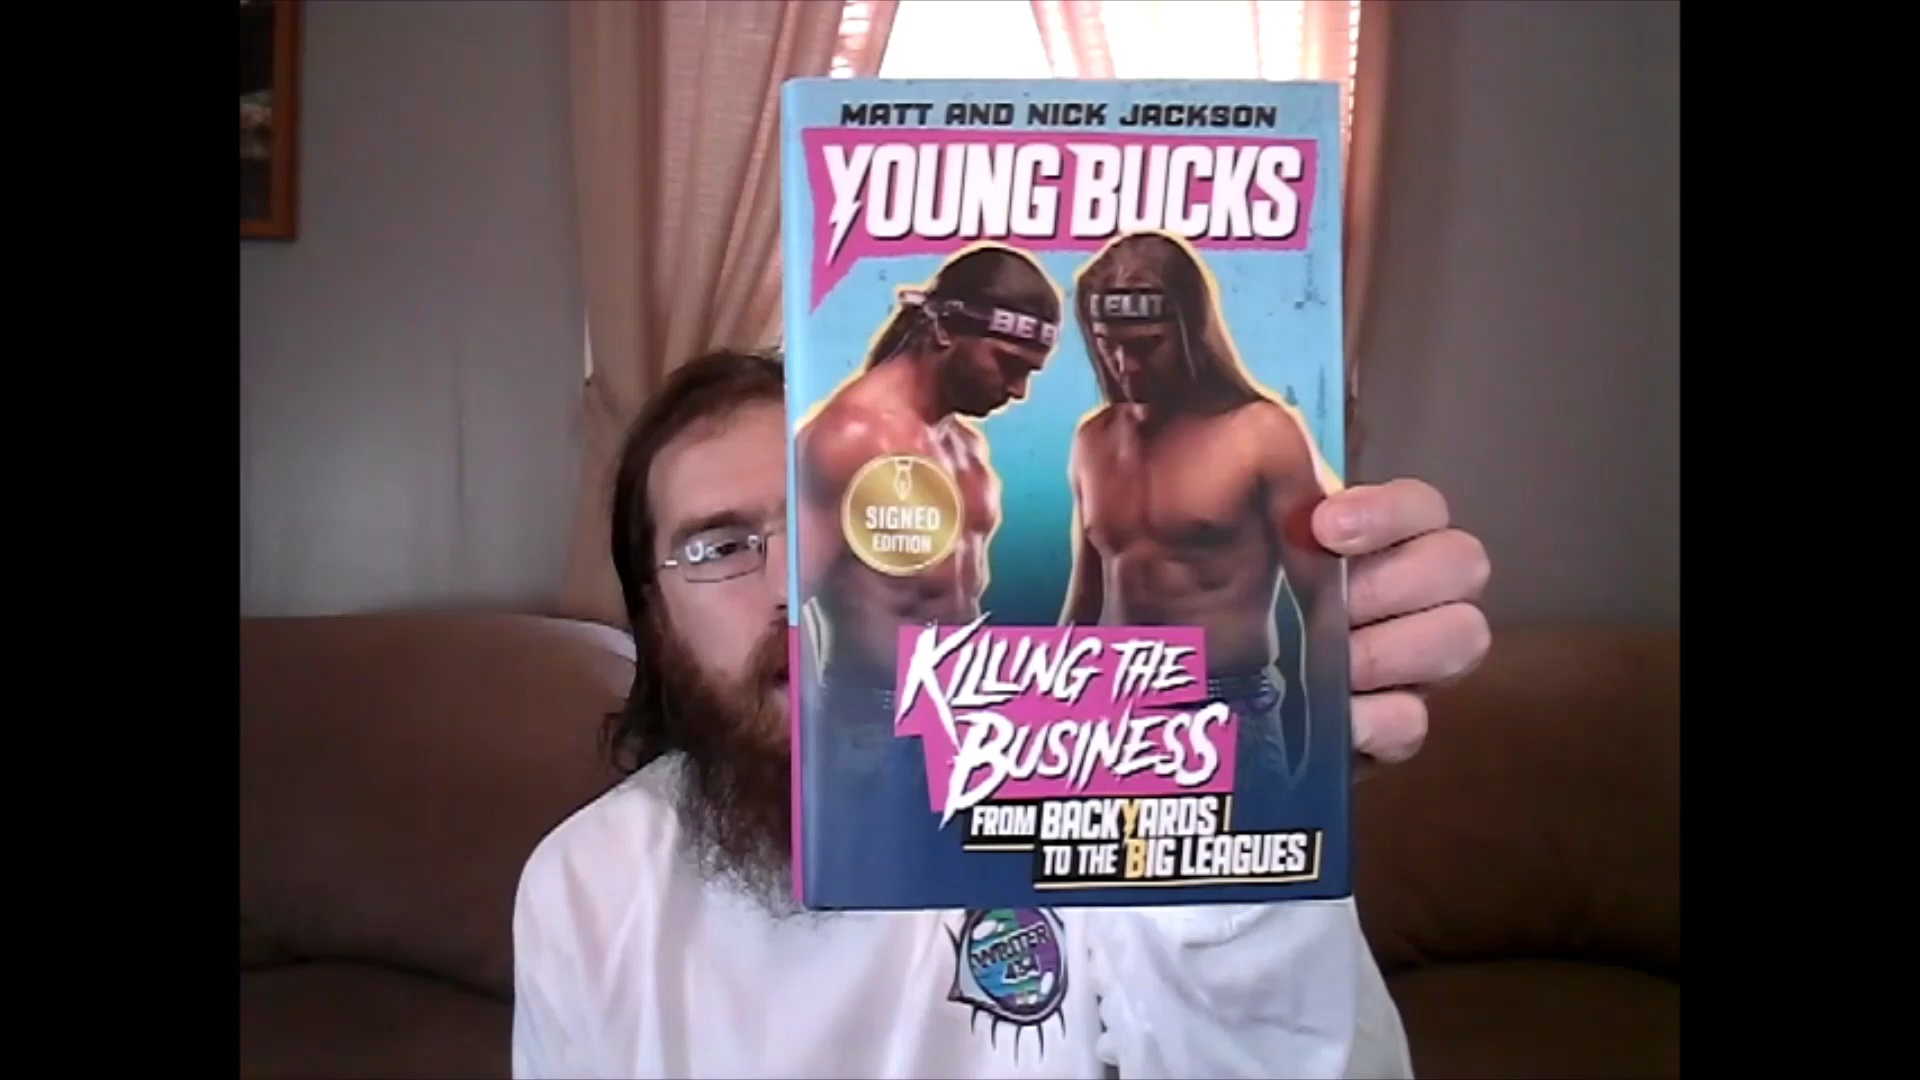 MATT AND NICK JACKSON
YOUNG BUCKS
BE E
E ELIT
SIGNED
EDITION
KILLING THE
BUSINESS
FROM BACKYARDS
TO THE BIG LEAGUES
WRITER
454